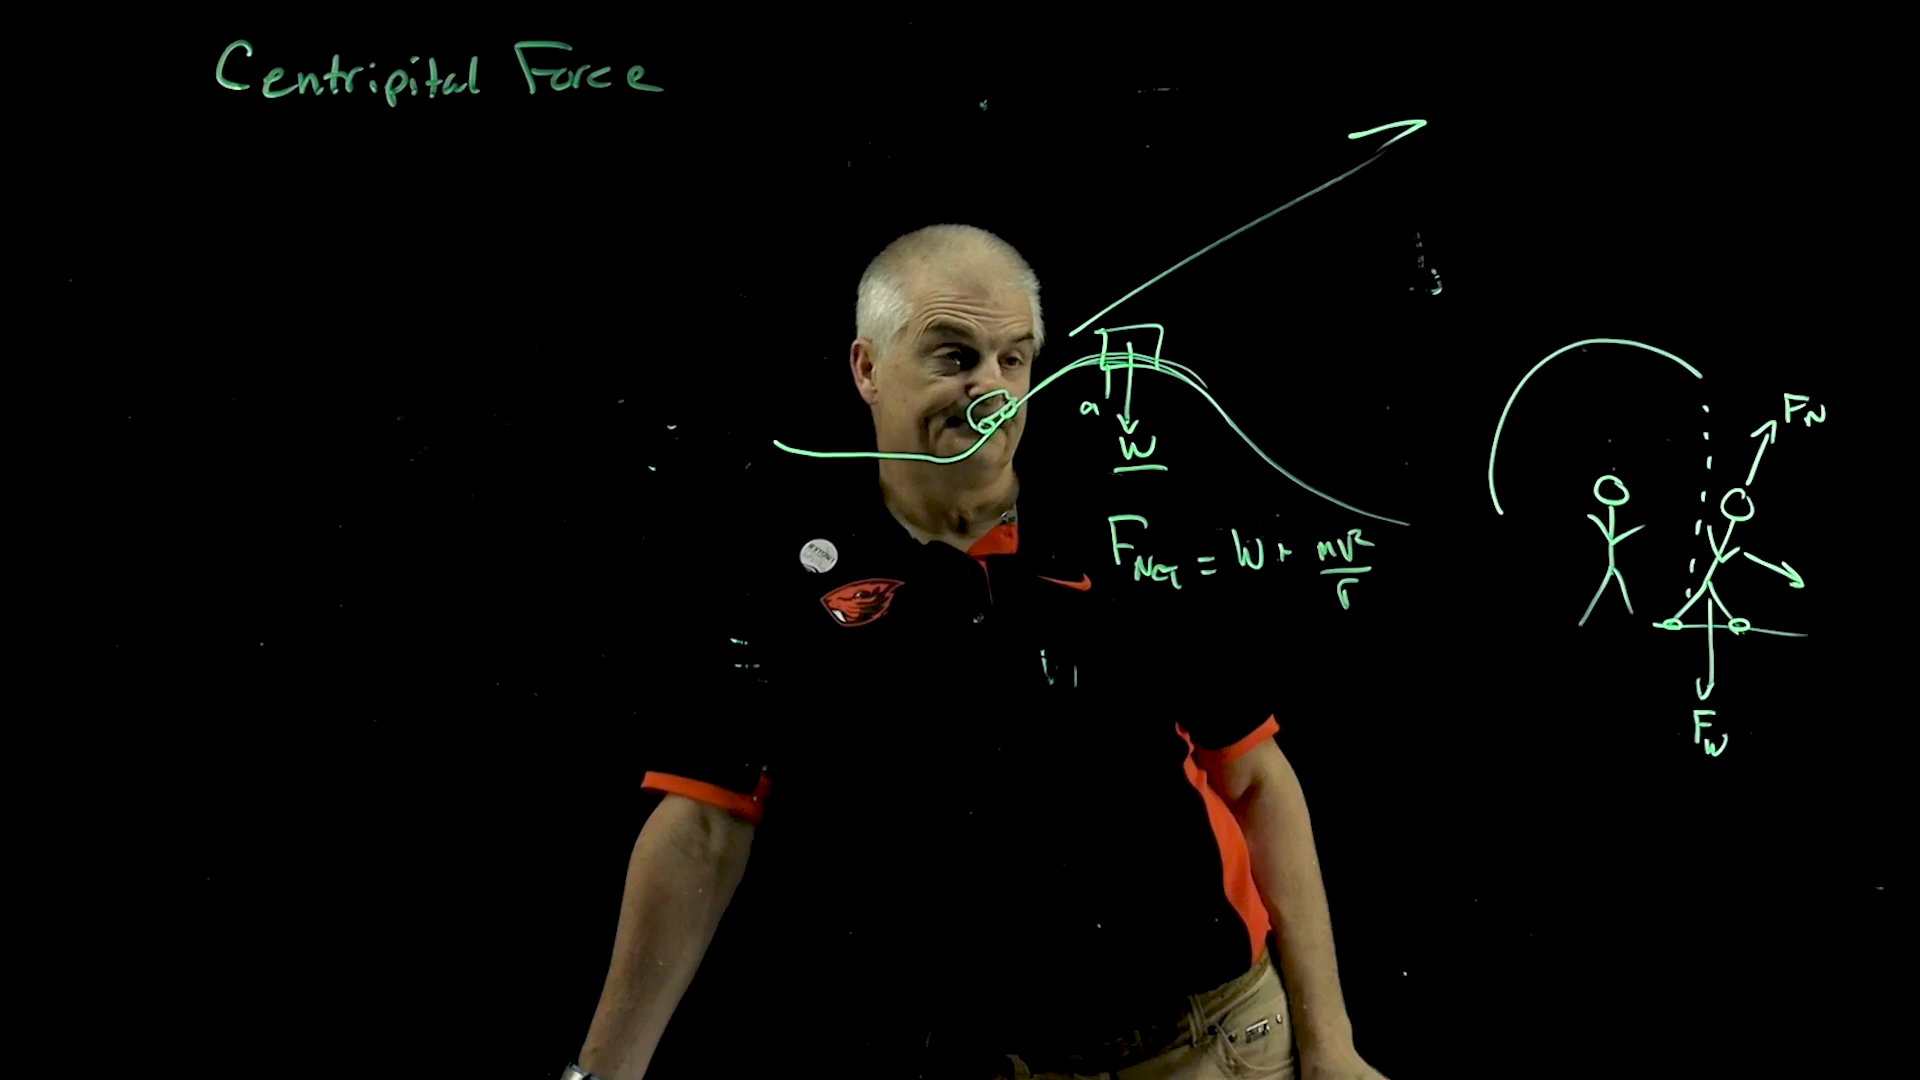 Centripital Force
a
W
F_Net = W + mv²/r
F_N
F_W